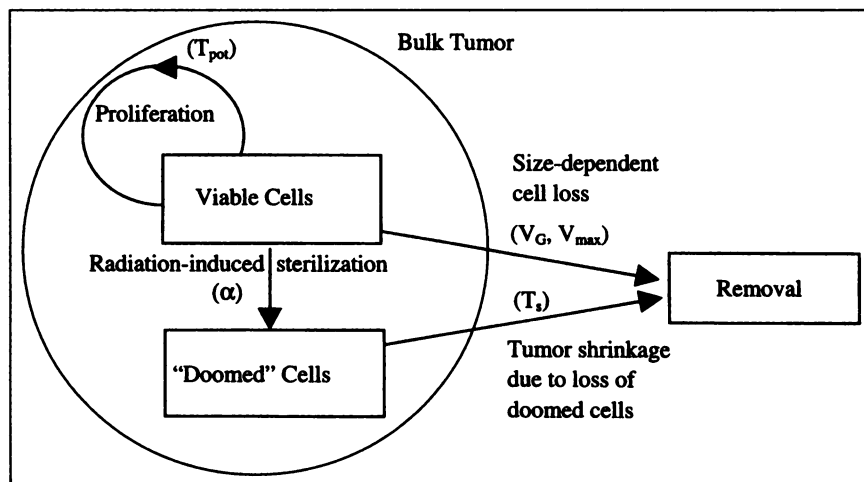 Bulk Tumor
(T_pot)
Proliferation
Viable Cells
Size-dependent
cell loss
(V_G, V_max)
Radiation-induced sterilization
(α)
Removal
(T_s)
"Doomed" Cells
Tumor shrinkage
due to loss of
doomed cells